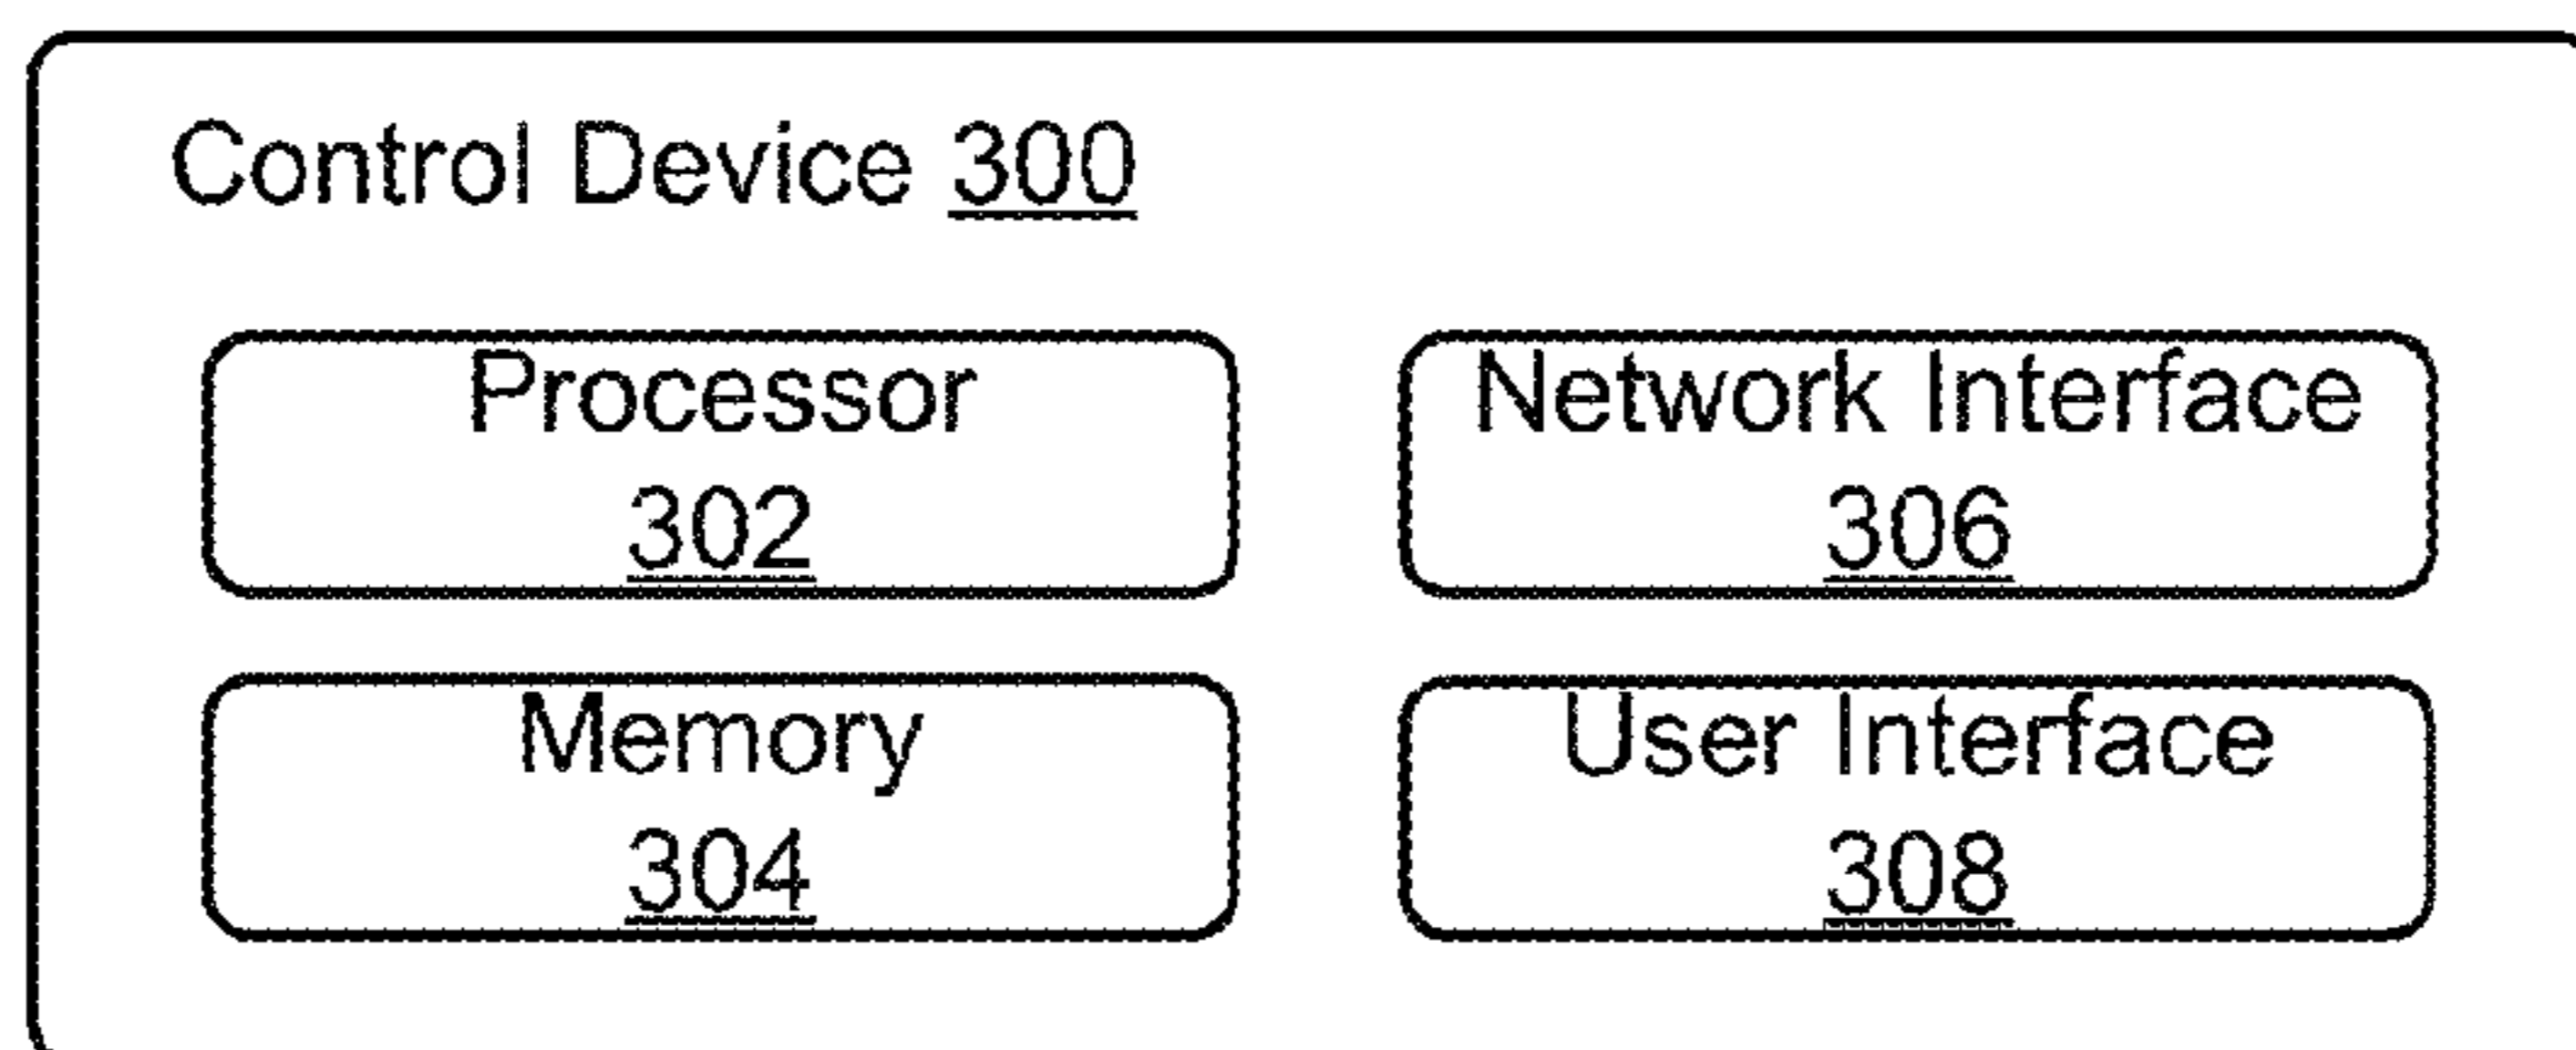 Control Device 300
Processor
302
Network Interface
306
Memory
304
User Interface
308